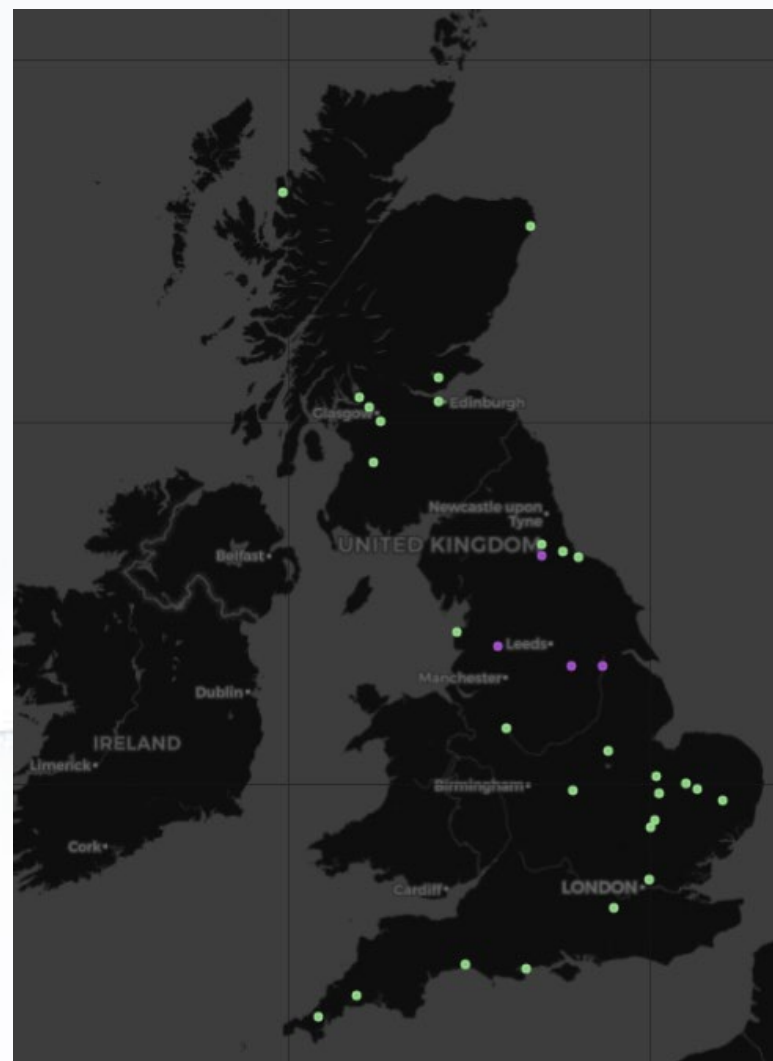 Glasgow
Edinburgh
Newcastle upon
Tyne
UNITED KINGDOM
Belfast
Leeds
Manchester
Dublin
IRELAND
Limerick
Birmingham
Cork
Cardiff
LONDON